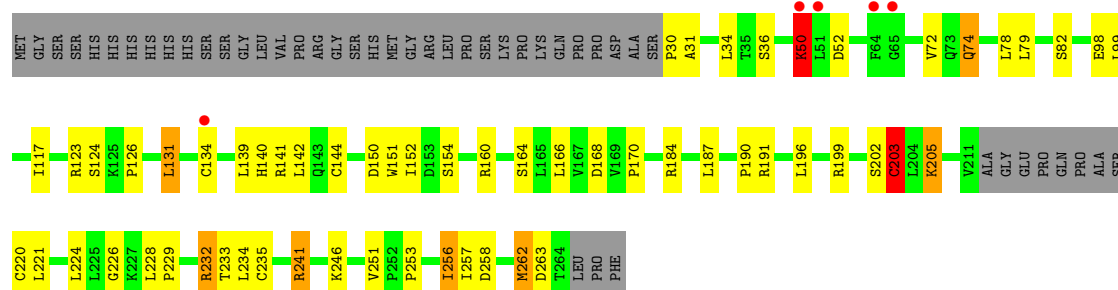 MET GLY SER SER HIS HIS HIS HIS HIS HIS SER SER GLY LEU VAL PRO ARG GLY SER HIS MET GLY ARG LEU PRO SER LYS PRO LYS GLN PRO PRO ASP ALA SER P30 A31 L34 T35 S36 K50 L51 D52 F64 G65 V72 Q73 Q74 L78 L79 S82 E98
I117 R123 S124 K125 P126 L131 C134 L139 H140 R141 L142 Q143 C144 D150 W151 I152 D153 S154 R160 S164 L165 L166 V167 D168 V169 P170 R184 L187 P190 R191 L196 R199 S202 C203 L204 K205 V211 ALA GLY GLU PRO GLN PRO ALA
C220 L221 L224 L225 G226 K227 L228 P229 R232 T233 L234 C235 R241 K246 V251 P252 P253 I256 I257 D258 M262 D263 T264 LEU PRO PHE